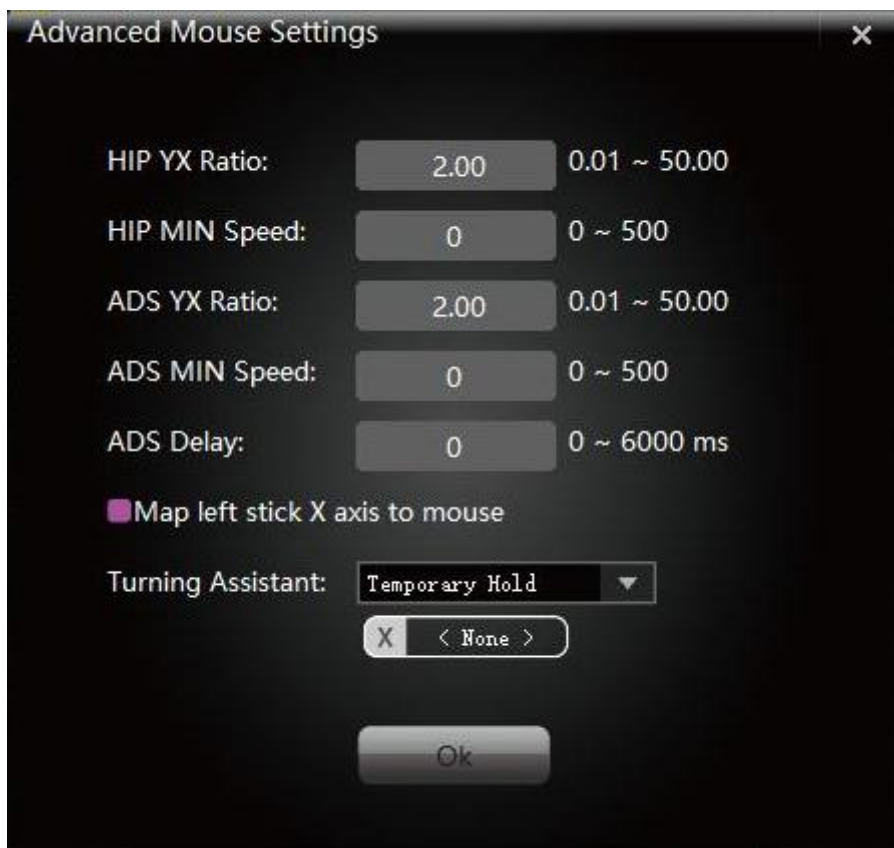 Advanced Mouse Settings ×
HIP YX Ratio: 2.00 0.01 ~ 50.00
HIP MIN Speed: 0 0 ~ 500
ADS YX Ratio: 2.00 0.01 ~ 50.00
ADS MIN Speed: 0 0 ~ 500
ADS Delay: 0 0 ~ 6000 ms
Map left stick X axis to mouse
Turning Assistant: Temporary Hold
X < None >
Ok